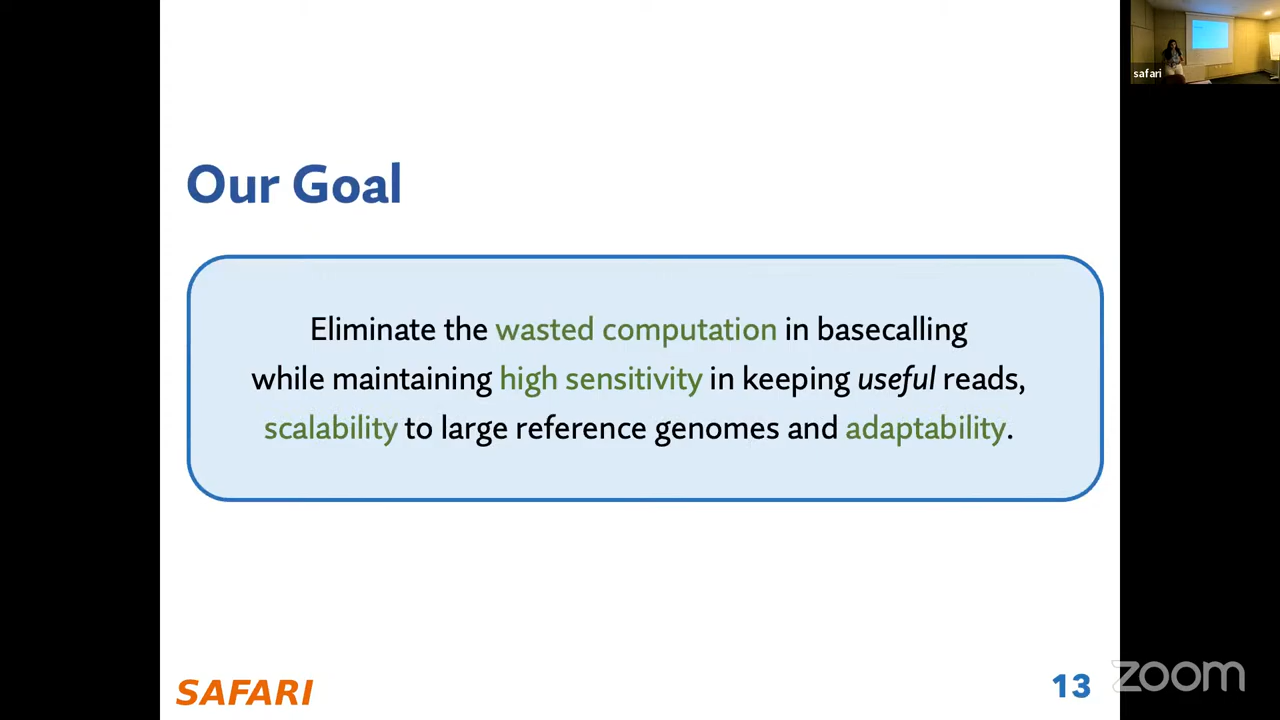 safari
Our Goal
Eliminate the wasted computation in basecalling
while maintaining high sensitivity in keeping useful reads,
scalability to large reference genomes and adaptability.
SAFARI
13
zoom